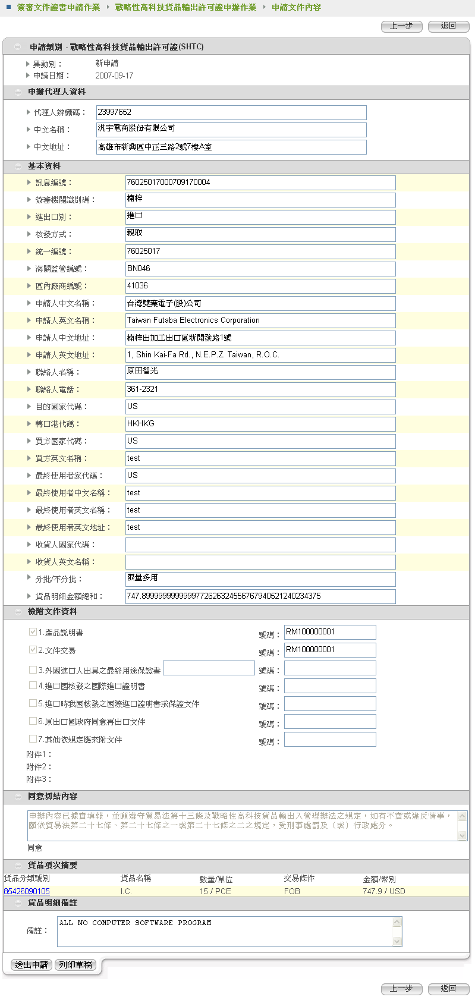 簽審文件證書申請作業 戰略性高科技貨品輸出許可證申辦作業 申請文件內容
上一步 返回
申請類別 - 戰略性高科技貨品輸出許可證(SHTC)
異動別： 新申請
申請日期： 2007-09-17
申辦代理人資料
代理人辨識碼： 23997652
中文名稱： 汎宇電商股份有限公司
中文地址： 高雄市新興區中正三路2號7樓A室
基本資料
訊息編號： 76025017000709170004
簽審機關識別碼： 楠梓
進出口別： 進口
核發方式： 親取
統一編號： 76025017
海關監管編號： BN046
區內廠商編號： 41036
申請人中文名稱： 台灣雙葉電子(股)公司
申請人英文名稱： Taiwan Futaba Electronics Corporation
申請人中文地址： 楠梓出加工出口區新開發路1號
申請人英文地址： 1, Shin Kai-Fa Rd., N.E.P.Z. Taiwan, R.O.C.
聯絡人名稱： 原田智光
聯絡人電話： 361-2321
目的國家代碼： US
轉口港代碼： HKHKG
買方國家代碼： US
買方英文名稱： test
最終使用者家代碼： US
最終使用者中文名稱： test
最終使用者英文名稱： test
最終使用者英文地址： test
收貨人國家代碼：
收貨人英文名稱：
分批/不分批： 限量多用
貨品明細金額總和： 747.8999999999999772626324556767940521240234375
檢附文件資料
1.產品說明書 號碼： RM100000001
2.文件交易 號碼： RM100000001
3.外國進口人出具之最終用途保證書 號碼：
4.進口國核發之國際進口證明書 號碼：
5.進口時我國核發之國際進口證明書或保證文件 號碼：
6.原出口國政府同意再出口文件 號碼：
7.其他依規定應來附文件 號碼：
附件1：
附件2：
附件3：
同意切結內容
申辦內容已據實填報，並願遵守貿易法第十三條及戰略性高科技貨品輸出入管理辦法之規定，如有不實或違反情事，
願依貿易法第二十七條、第二十七條之一或第二十七條之二之規定，受刑事處罰及〔或〕行政處分。
同意
貨品項次摘要
貨品分類號別 貨品名稱 數量/單位 交易條件 金額/幣別
85426090105 I.C. 15 / PCE FOB 747.9 / USD
貨品明細備註
備註： ALL NO COMPUTER SOFTWARE PROGRAM
送出申請 列印草稿
上一步 返回